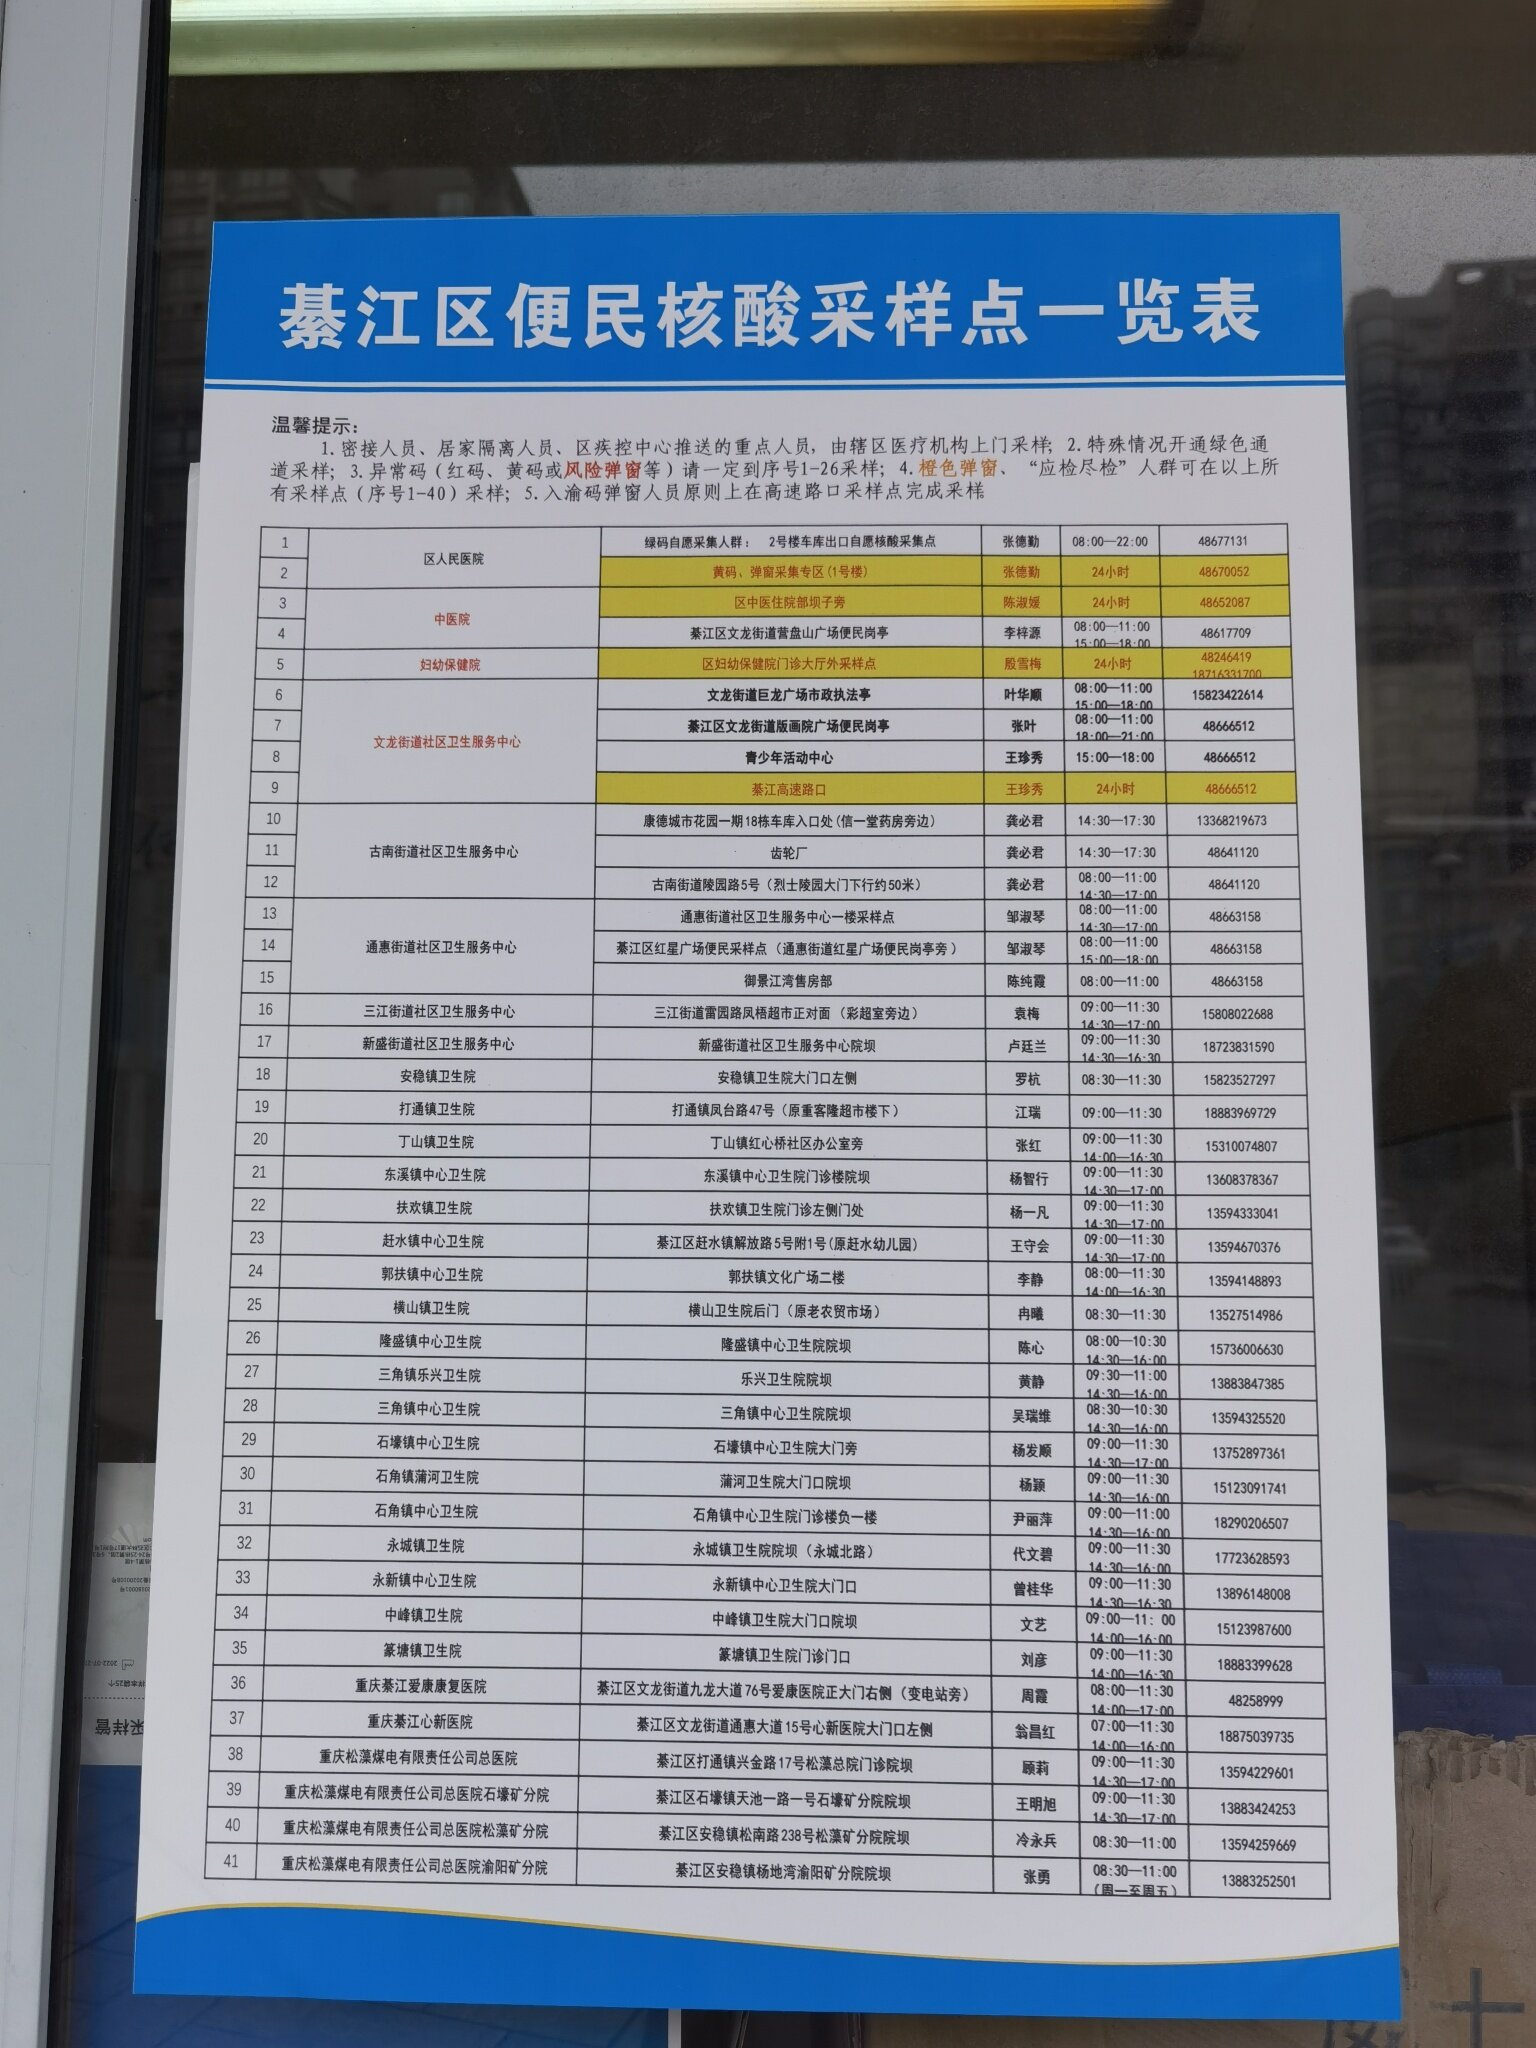 綦江区便民核酸采样点一览表
温馨提示：
1. 密接人员、居家隔离人员、区疾控中心推送的重点人员，由辖区医疗机构上门采样；2. 特殊情况开通绿色通
道采样；3. 异常码（红码、黄码或风险弹窗等）请一定到序号1-26采样；4. 橙色弹窗、“应检尽检”人群可在以上所
有采样点（序号1-40）采样；5. 入渝码弹窗人员原则上在高速路口采样点完成采样
1 区人民医院 绿码自愿采集人群： 2号楼车库出口自愿核酸采集点 张德勤 08:00—22:00 48677131
2 黄码、弹窗采集专区(1号楼) 张德勤 24小时 48670052
3 中医院 区中医住院部坝子旁 陈淑媛 24小时 48652087
4 綦江区文龙街道营盘山广场便民岗亭 李梓源 08:00—11:00 15:00—18:00 48617709
5 妇幼保健院 区妇幼保健院门诊大厅外采样点 殷雪梅 24小时 48246419 18716331700
6 文龙街道社区卫生服务中心 文龙街道巨龙广场市政执法亭 叶华顺 08:00—11:00 15:00—18:00 15823422614
7 綦江区文龙街道版画院广场便民岗亭 张叶 08:00—11:00 18:00—21:00 48666512
8 青少年活动中心 王珍秀 15:00—18:00 48666512
9 綦江高速路口 王珍秀 24小时 48666512
10 古南街道社区卫生服务中心 康德城市花园一期18栋车库入口处(信一堂药房旁边) 龚必君 14:30—17:30 13368219673
11 齿轮厂 龚必君 14:30—17:30 48641120
12 古南街道陵园路5号（烈士陵园大门下行约50米） 龚必君 08:00—11:00 14:30—17:00 48641120
13 通惠街道社区卫生服务中心 通惠街道社区卫生服务中心一楼采样点 邹淑琴 08:00—11:00 14:30—17:00 48663158
14 綦江区红星广场便民采样点（通惠街道红星广场便民岗亭旁） 邹淑琴 08:00—11:00 15:00—18:00 48663158
15 御景江湾售房部 陈纯霞 08:00—11:00 48663158
16 三江街道社区卫生服务中心 三江街道雷园路凤梧超市正对面（彩超室旁边） 袁梅 09:00—11:30 14:30—17:00 15808022688
17 新盛街道社区卫生服务中心 新盛街道社区卫生服务中心院坝 卢廷兰 09:00—11:30 14:30—16:30 18723831590
18 安稳镇卫生院 安稳镇卫生院大门口左侧 罗杭 08:30—11:30 15823527297
19 打通镇卫生院 打通镇凤台路47号（原重客隆超市楼下） 江瑞 09:00—11:30 18883969729
20 丁山镇卫生院 丁山镇红心桥社区办公室旁 张红 09:00—11:30 14:00—16:30 15310074807
21 东溪镇中心卫生院 东溪镇中心卫生院门诊楼院坝 杨智行 09:00—11:30 14:30—17:00 13608378367
22 扶欢镇卫生院 扶欢镇卫生院门诊左侧门处 杨一凡 09:00—11:30 14:30—17:00 13594333041
23 赶水镇中心卫生院 綦江区赶水镇解放路5号附1号(原赶水幼儿园) 王守会 09:00—11:30 14:30—17:00 13594670376
24 郭扶镇中心卫生院 郭扶镇文化广场二楼 李静 08:00—11:30 14:00—16:30 13594148893
25 横山镇卫生院 横山卫生院后门（原老农贸市场） 冉曦 08:30—11:30 13527514986
26 隆盛镇中心卫生院 隆盛镇中心卫生院院坝 陈心 08:00—10:30 14:30—16:00 15736006630
27 三角镇乐兴卫生院 乐兴卫生院院坝 黄静 09:30—11:00 14:30—16:00 13883847385
28 三角镇中心卫生院 三角镇中心卫生院院坝 吴瑞维 08:30—10:30 14:30—16:00 13594325520
29 石壕镇中心卫生院 石壕镇中心卫生院大门旁 杨发顺 09:00—11:30 14:30—17:00 13752897361
30 石角镇蒲河卫生院 蒲河卫生院大门口院坝 杨颖 09:00—11:30 14:30—16:00 15123091741
31 石角镇中心卫生院 石角镇中心卫生院门诊楼负一楼 尹丽萍 09:00—11:00 14:30—16:00 18290206507
32 永城镇卫生院 永城镇卫生院院坝（永城北路） 代文碧 09:00—11:30 14:30—16:00 17723628593
33 永新镇中心卫生院 永新镇中心卫生院大门口 曾桂华 09:00—11:30 14:30—16:30 13896148008
34 中峰镇卫生院 中峰镇卫生院大门口院坝 文艺 09:00—11: 00 14:00—16:00 15123987600
35 篆塘镇卫生院 篆塘镇卫生院门诊门口 刘彦 09:00—11:30 14:00—16:30 18883399628
36 重庆綦江爱康康复医院 綦江区文龙街道九龙大道76号爱康医院正大门右侧（变电站旁） 周霞 08:00—11:30 14:00—17:00 48258999
37 重庆綦江心新医院 綦江区文龙街道通惠大道15号心新医院大门口左侧 翁昌红 07:00—11:30 14:00—16:00 18875039735
38 重庆松藻煤电有限责任公司总医院 綦江区打通镇兴金路17号松藻总院门诊院坝 顾莉 09:00—11:30 14:30—17:00 13594229601
39 重庆松藻煤电有限责任公司总医院石壕矿分院 綦江区石壕镇天池一路一号石壕矿分院院坝 王明旭 09:00—11:30 14:30—17:00 13883424253
40 重庆松藻煤电有限责任公司总医院松藻矿分院 綦江区安稳镇松南路238号松藻矿分院院坝 冷永兵 08:30—11:00 13594259669
41 重庆松藻煤电有限责任公司总医院渝阳矿分院 綦江区安稳镇杨地湾渝阳矿分院院坝 张勇 08:30—11:00 （周一至周五） 13883252501
采样管